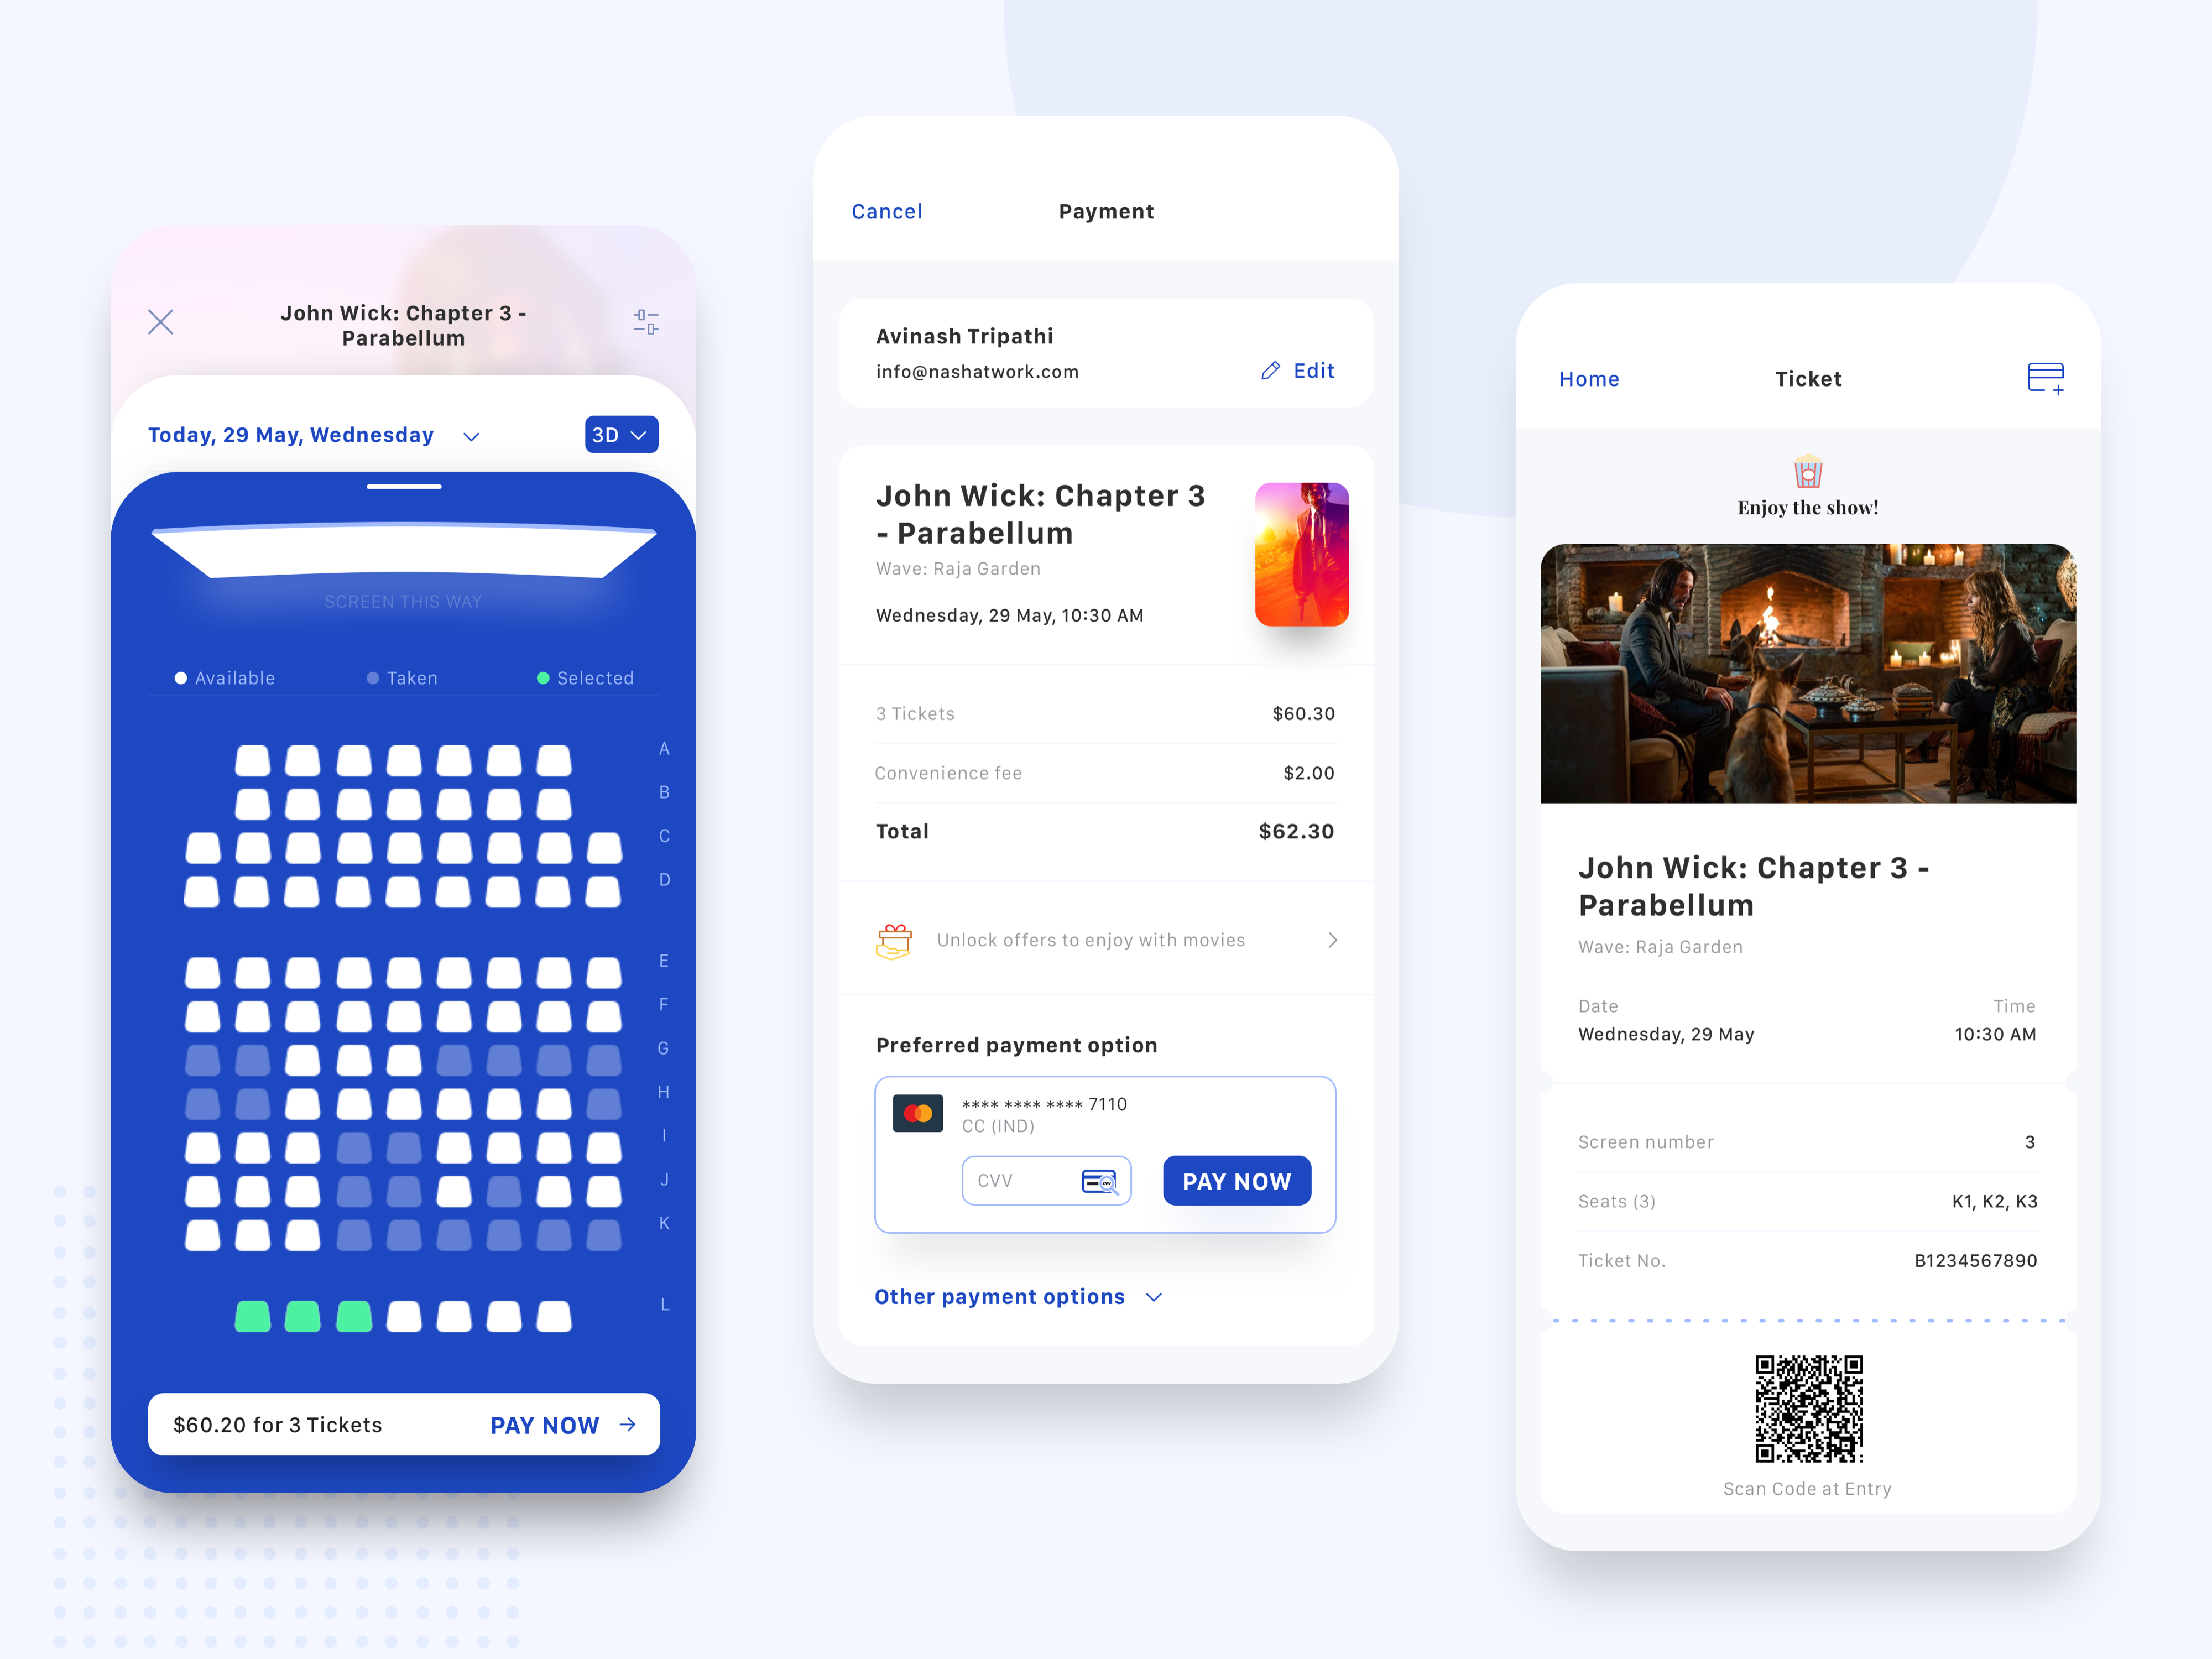 John Wick: Chapter 3 -
Parabellum
Today, 29 May, Wednesday
3D
SCREEN THIS WAY
Available
Taken
Selected
A
B
C
D
E
F
G
H
I
J
K
L
$60.20 for 3 Tickets
PAY NOW
Cancel
Payment
Avinash Tripathi
info@nashatwork.com
Edit
John Wick: Chapter 3
- Parabellum
Wave: Raja Garden
Wednesday, 29 May, 10:30 AM
3 Tickets
$60.30
Convenience fee
$2.00
Total
$62.30
Unlock offers to enjoy with movies
Preferred payment option
**** **** **** 7110
CC (IND)
CVV
PAY NOW
Other payment options
Home
Ticket
Enjoy the show!
John Wick: Chapter 3 -
Parabellum
Wave: Raja Garden
Date
Time
Wednesday, 29 May
10:30 AM
Screen number
3
Seats (3)
K1, K2, K3
Ticket No.
B1234567890
Scan Code at Entry